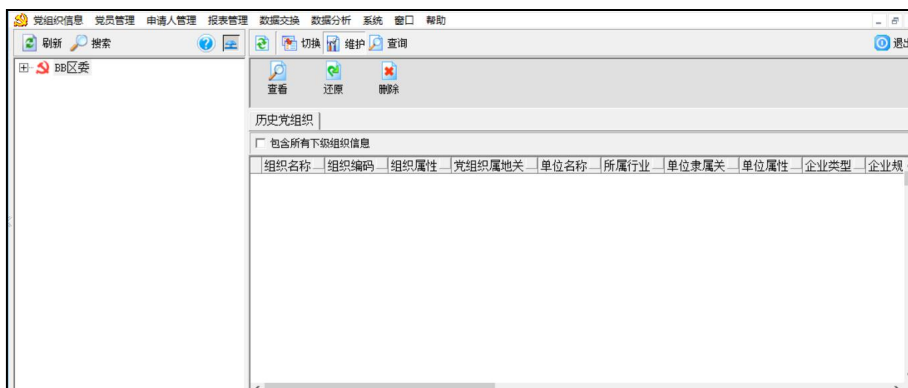 党组织信息 党员管理 申请人管理 报表管理 数据交换 数据分析 系统 窗口 帮助
刷新 搜索 切换 维护 查询 退出
BB区委
查看 还原 删除
历史党组织
包含所有下级组织信息
组织名称 组织编码 组织属性 党组织属地关 单位名称 所属行业 单位隶属关 单位属性 企业类型 企业规